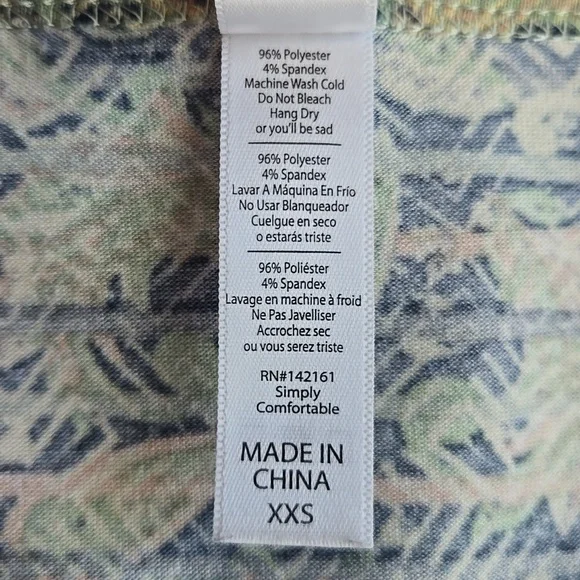 96% Polyester
4% Spandex
Machine Wash Cold
Do Not Bleach
Hang Dry
or you'll be sad
96% Polyester
4% Spandex
Lavar A Máquina En Frío
No Usar Blanqueador
Cuelgue en seco
o estarás triste
96% Poliéster
4% Spandex
Lavage en machine à froid
Ne Pas Javelliser
Accrochez sec
ou vous serez triste
RN#142161
Simply
Comfortable
MADE IN
CHINA
XXS